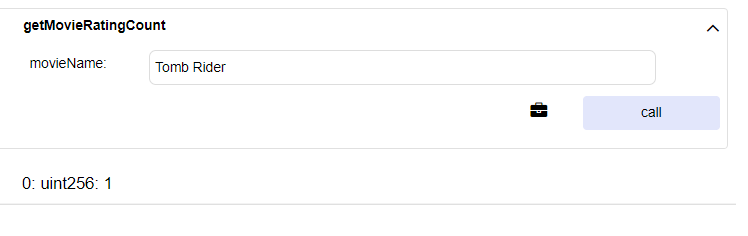 getMovieRatingCount
movieName:
Tomb Rider
call
0: uint256: 1